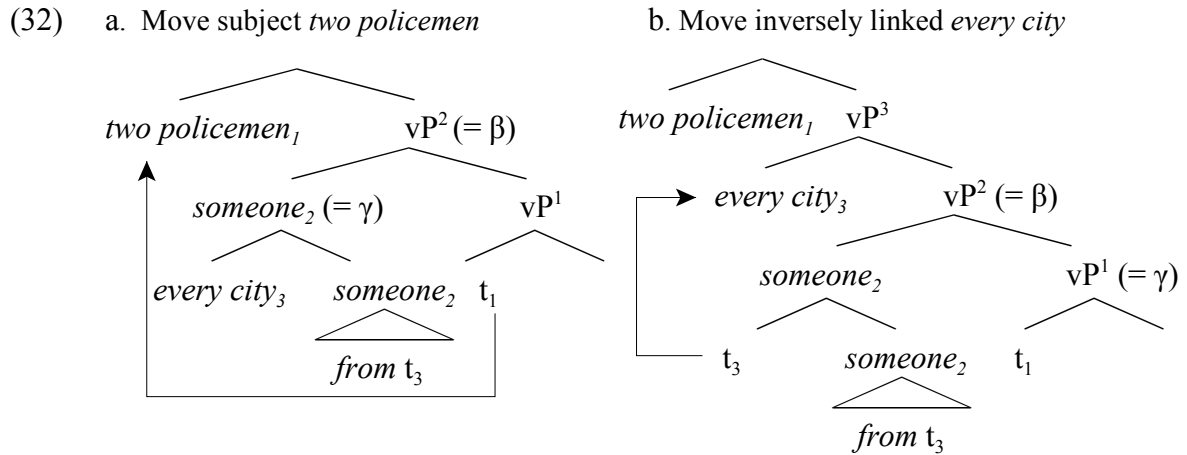 (32) a. Move subject two policemen b. Move inversely linked every city
two policemen₁ vP² (= β)
someone₂ (= γ) vP¹
every city₃ someone₂ t₁
from t₃
two policemen₁ vP³
every city₃ vP² (= β)
someone₂ vP¹ (= γ)
t₃ someone₂ t₁
from t₃